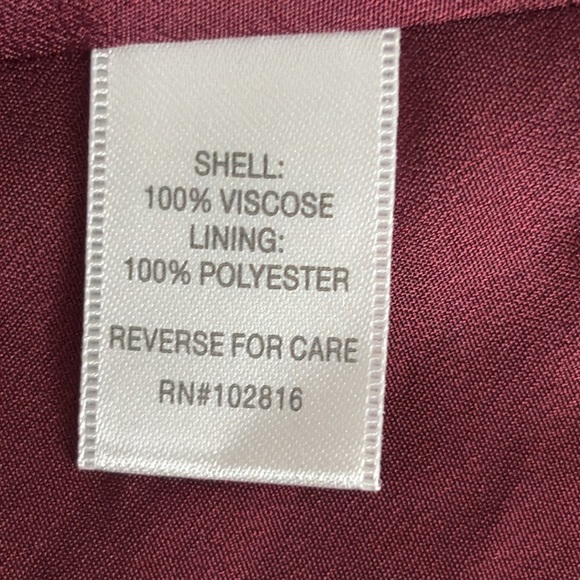 SHELL:
100% VISCOSE
LINING:
100% POLYESTER
REVERSE FOR CARE
RN#102816